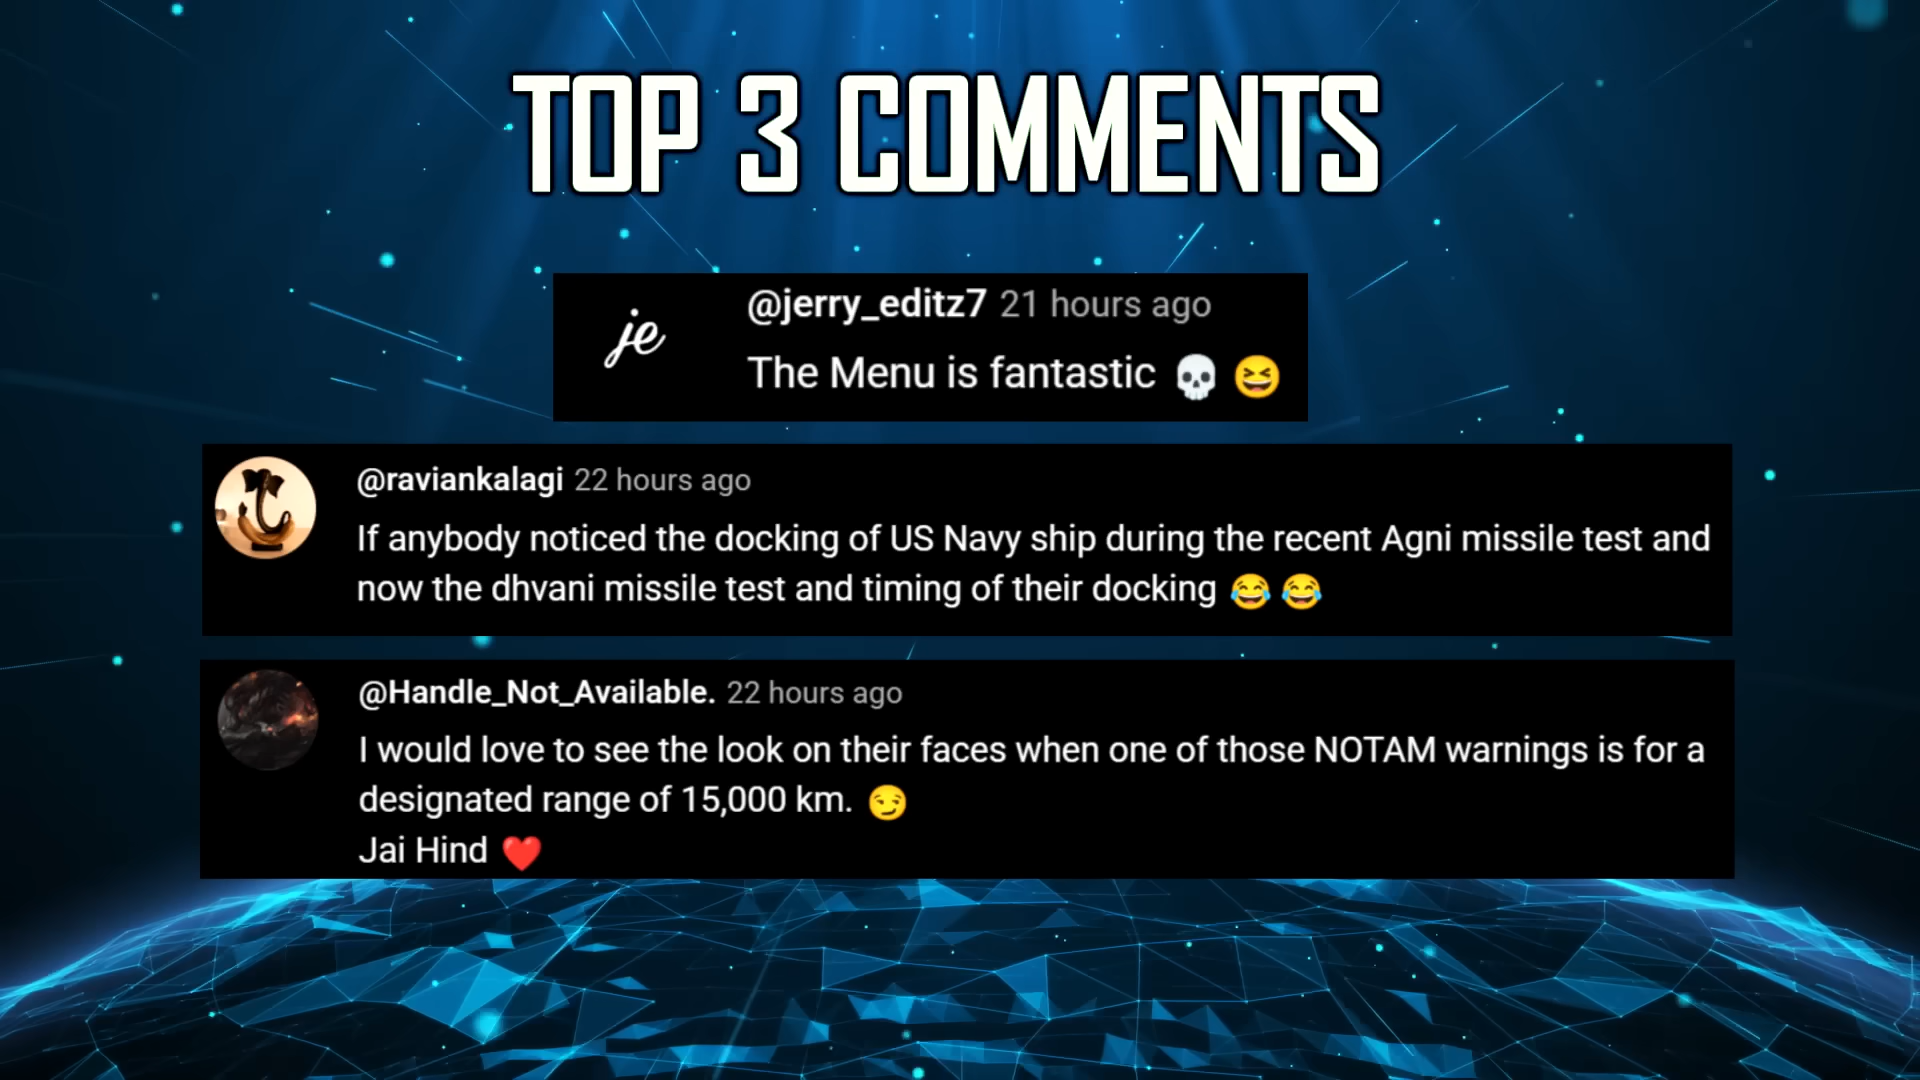 TOP 3 COMMENTS
je
@jerry_editz7 21 hours ago
The Menu is fantastic 💀 😆
@raviankalagi 22 hours ago
If anybody noticed the docking of US Navy ship during the recent Agni missile test and
now the dhvani missile test and timing of their docking 😂 😂
@Handle_Not_Available. 22 hours ago
I would love to see the look on their faces when one of those NOTAM warnings is for a
designated range of 15,000 km. 😏
Jai Hind ❤️